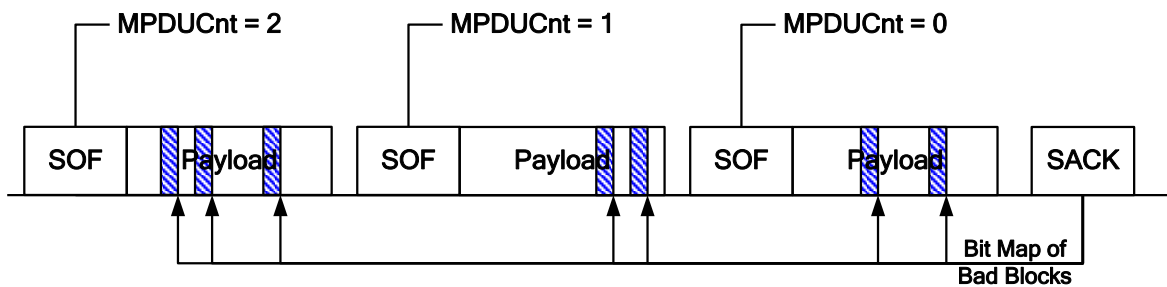 MPDUCnt = 2
MPDUCnt = 1
MPDUCnt = 0
SOF
Payload
SOF
Payload
SOF
Payload
SACK
Bit Map of
Bad Blocks